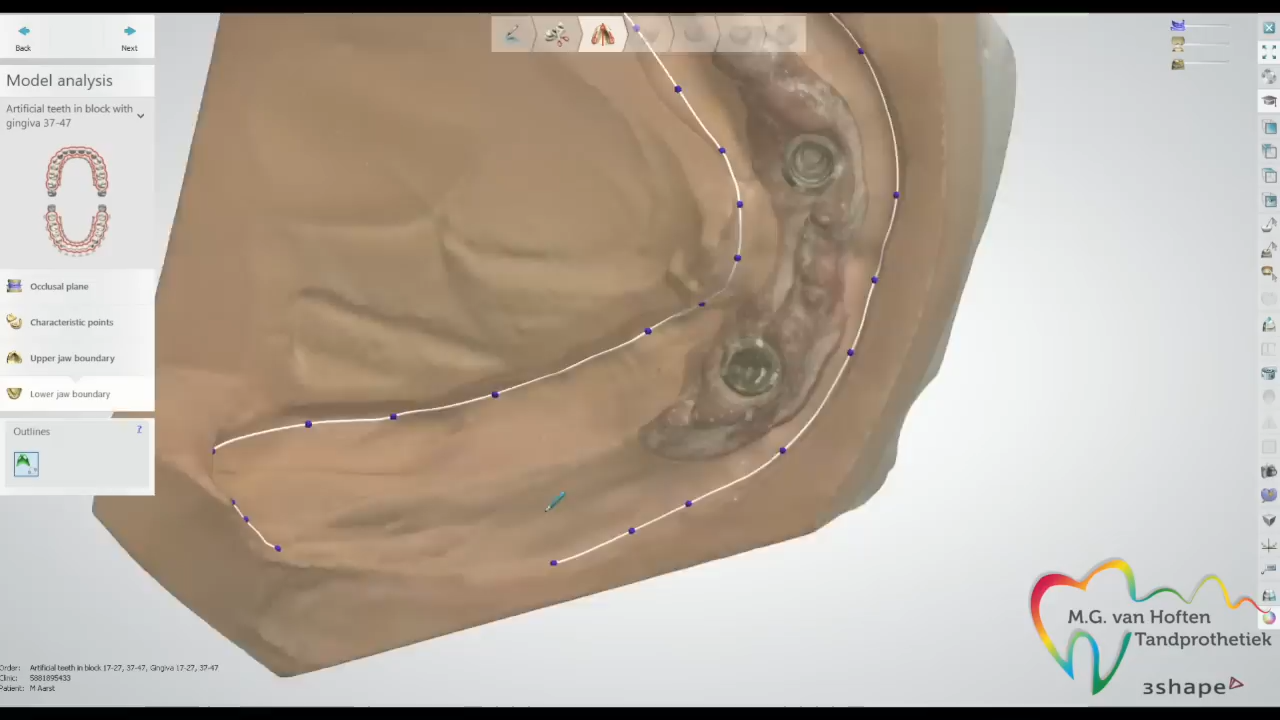 Back
Next
Model analysis
Artificial teeth in block with
gingiva 37-47
Occlusal plane
Characteristic points
Upper jaw boundary
Lower jaw boundary
Outlines
?
Order: Artificial teeth in block 17-27, 37-47, Gingiva 17-27, 37-47
Clinic: 5881895433
Patient: M Aarst
M.G. van Hoften
Tandprothetiek
3shape